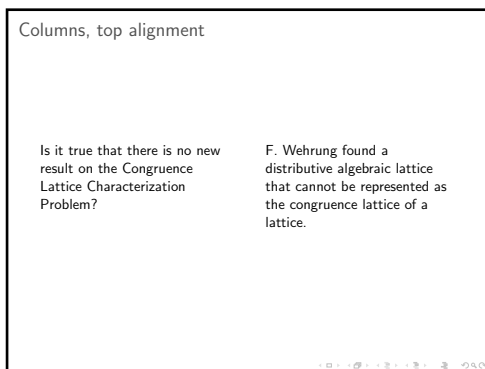 Columns, top alignment
Is it true that there is no new
result on the Congruence
Lattice Characterization
Problem?
F. Wehrung found a
distributive algebraic lattice
that cannot be represented as
the congruence lattice of a
lattice.